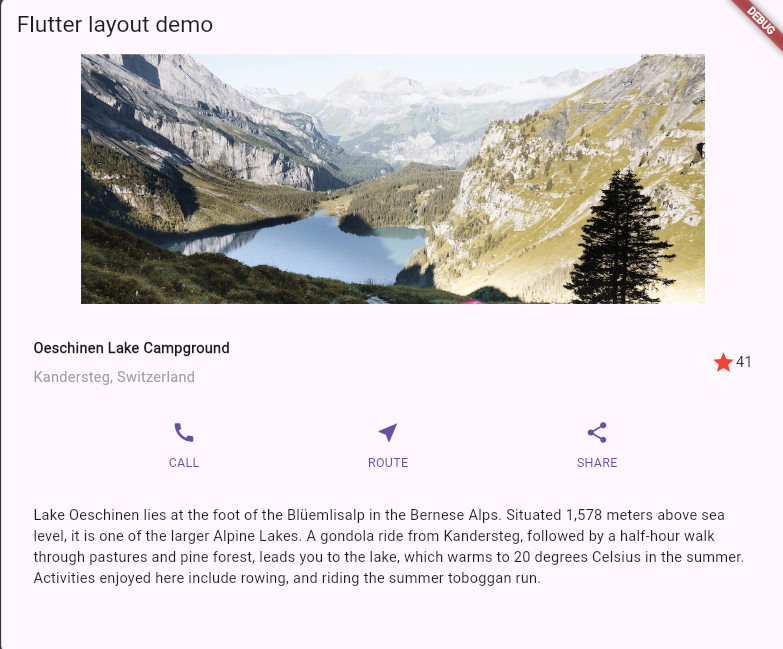 Flutter layout demo
DEBUG
Oeschinen Lake Campground
Kandersteg, Switzerland
41
CALL
ROUTE
SHARE
Lake Oeschinen lies at the foot of the Blüemlisalp in the Bernese Alps. Situated 1,578 meters above sea
level, it is one of the larger Alpine Lakes. A gondola ride from Kandersteg, followed by a half-hour walk
through pastures and pine forest, leads you to the lake, which warms to 20 degrees Celsius in the summer.
Activities enjoyed here include rowing, and riding the summer toboggan run.